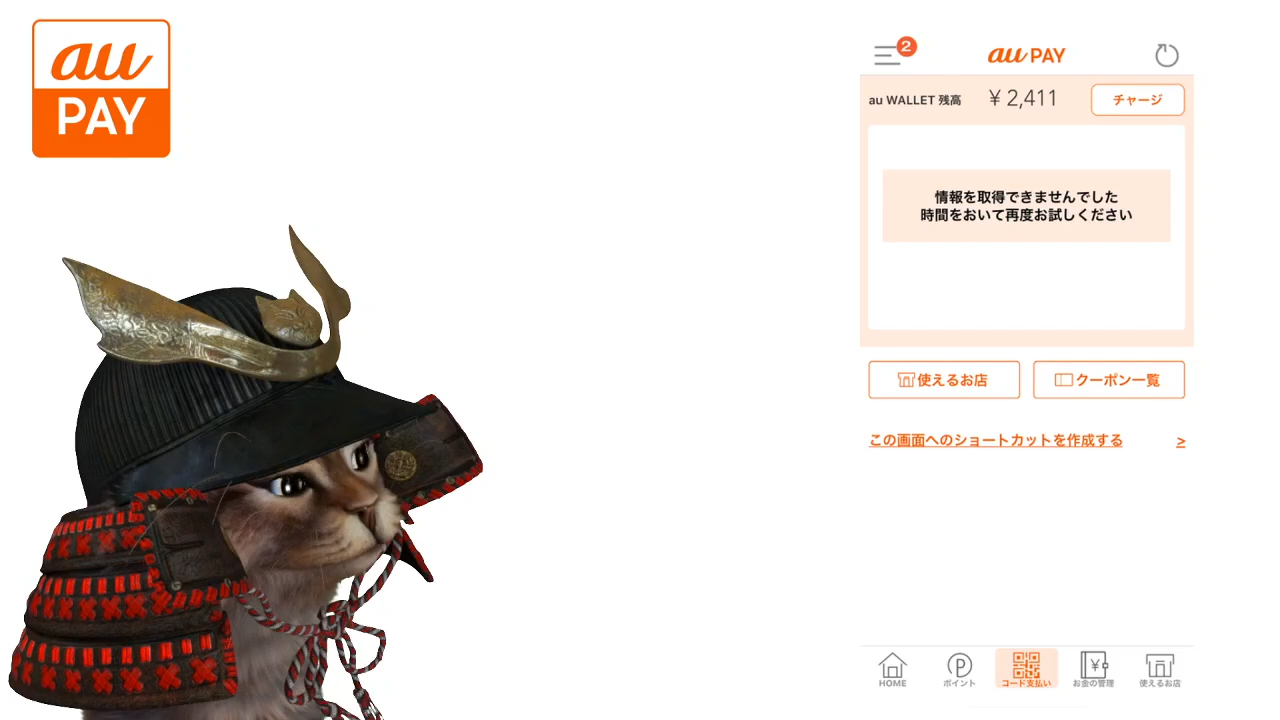 au
PAY
2
au PAY
au WALLET 残高
¥ 2,411
チャージ
情報を取得できませんでした
時間をおいて再度お試しください
使えるお店
クーポン一覧
この画面へのショートカットを作成する
>
HOME
P
ポイント
コード支払い
¥
お金の管理
使えるお店